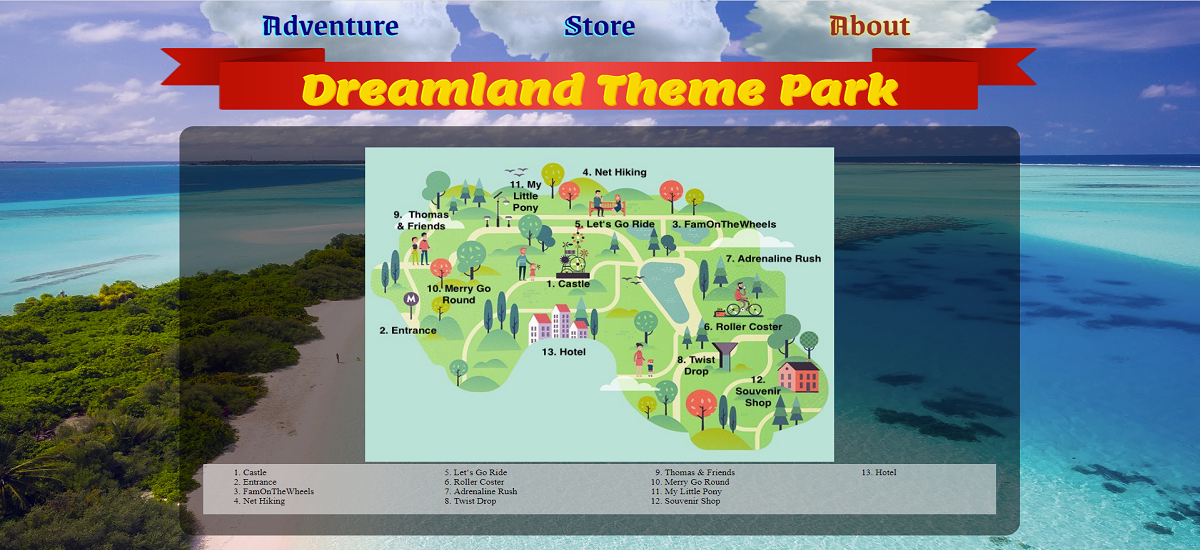 Adventure Store About
Dreamland Theme Park
4. Net Hiking
11. My
Little
Pony
9. Thomas
& Friends
5. Let's Go Ride
3. FamOnTheWheels
7. Adrenaline Rush
1. Castle
10. Merry Go
Round
2. Entrance
M
6. Roller Coster
13. Hotel
8. Twist
Drop
12.
Souvenir
Shop
1. Castle
2. Entrance
3. FamOnTheWheels
4. Net Hiking
5. Let's Go Ride
6. Roller Coster
7. Adrenaline Rush
8. Twist Drop
9. Thomas & Friends
10. Merry Go Round
11. My Little Pony
12. Souvenir Shop
13. Hotel